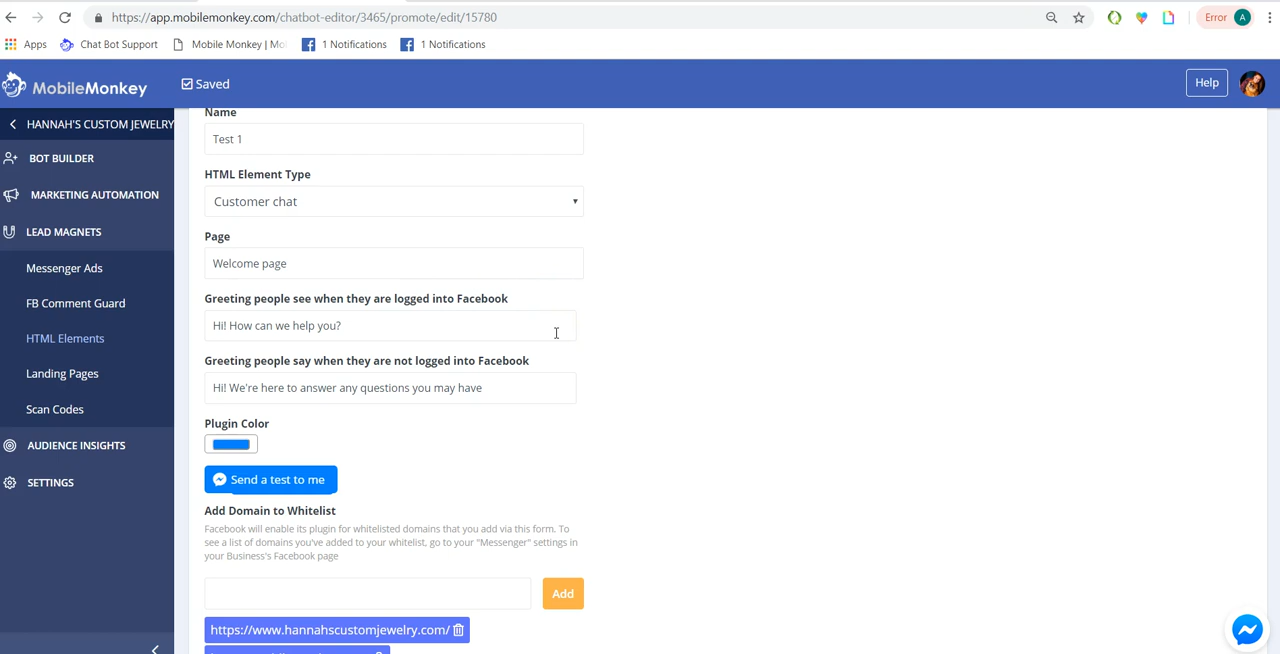 https://app.mobilemonkey.com/chatbot-editor/3465/promote/edit/15780
Error A
Apps Chat Bot Support Mobile Monkey | Mo 1 Notifications 1 Notifications
MobileMonkey
Saved
Help
HANNAH'S CUSTOM JEWELRY
BOT BUILDER
MARKETING AUTOMATION
LEAD MAGNETS
Messenger Ads
FB Comment Guard
HTML Elements
Landing Pages
Scan Codes
AUDIENCE INSIGHTS
SETTINGS
Name
Test 1
HTML Element Type
Customer chat
Page
Welcome page
Greeting people see when they are logged into Facebook
Hi! How can we help you?
Greeting people say when they are not logged into Facebook
Hi! We're here to answer any questions you may have
Plugin Color
Send a test to me
Add Domain to Whitelist
Facebook will enable its plugin for whitelisted domains that you add via this form. To
see a list of domains you've added to your whitelist, go to your "Messenger" settings in
your Business's Facebook page
Add
https://www.hannahscustomjewelry.com/